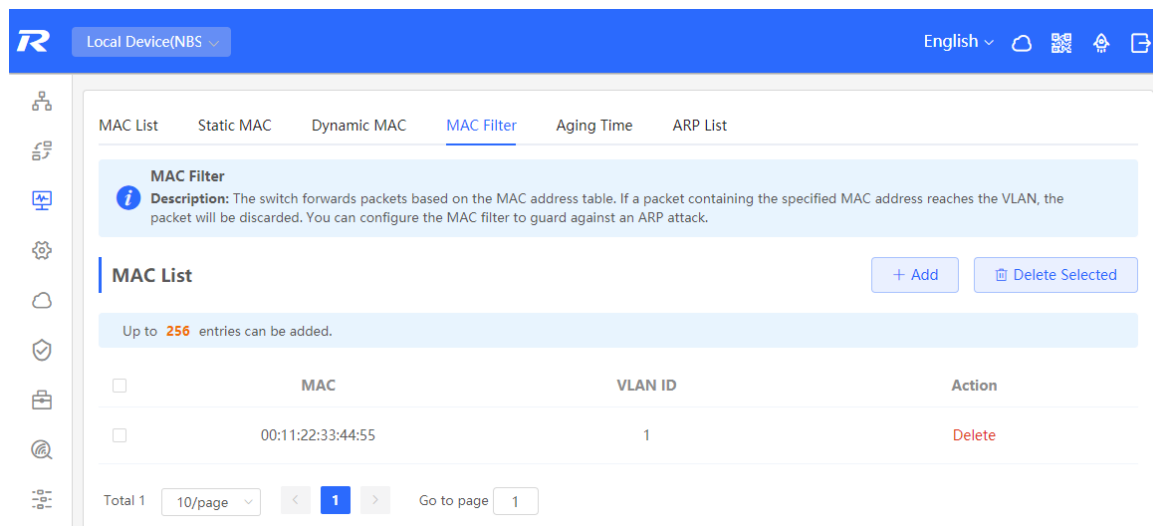 R
Local Device(NBS
English
MAC List Static MAC Dynamic MAC MAC Filter Aging Time ARP List
MAC Filter
i Description: The switch forwards packets based on the MAC address table. If a packet containing the specified MAC address reaches the VLAN, the
packet will be discarded. You can configure the MAC filter to guard against an ARP attack.
MAC List + Add Delete Selected
Up to 256 entries can be added.
MAC VLAN ID Action
00:11:22:33:44:55 1 Delete
Total 1 10/page < 1 > Go to page 1